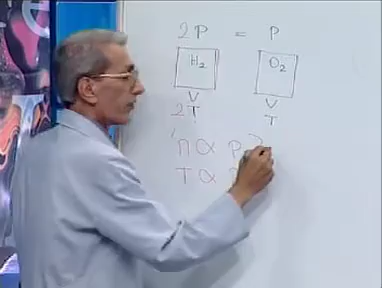 2P = P
H₂ O₂
V V
2T T
n ∝ P
T ∝